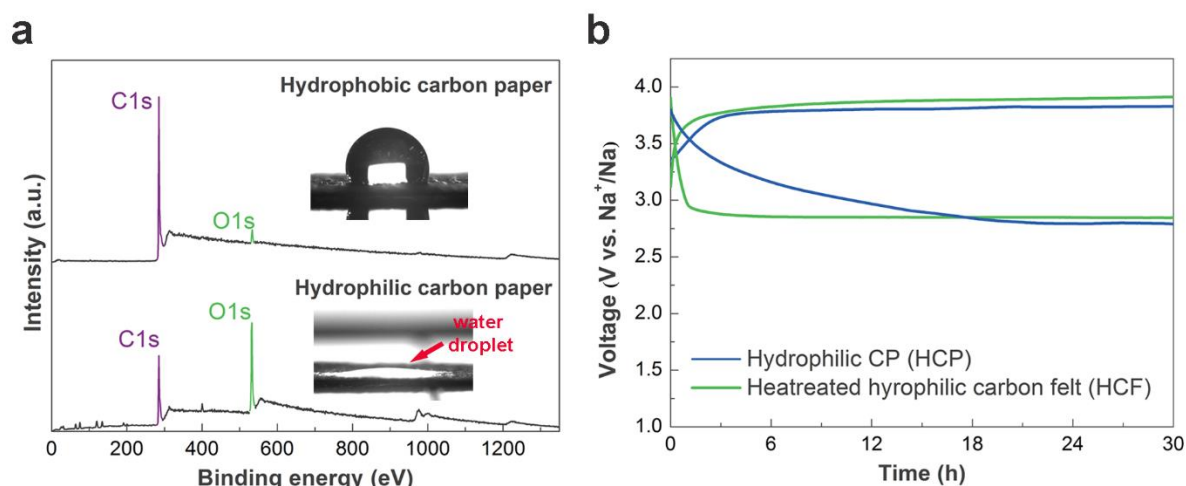 a
Hydrophobic carbon paper
C1s
O1s
Hydrophilic carbon paper
C1s
O1s
water
droplet
Intensity (a.u.)
0 200 400 600 800 1000 1200
Binding energy (eV)
b
4.0
3.5
3.0
2.5
2.0
1.5
1.0
Voltage (V vs. Na⁺/Na)
Hydrophilic CP (HCP)
Heatreated hyrophilic carbon felt (HCF)
0 6 12 18 24 30
Time (h)